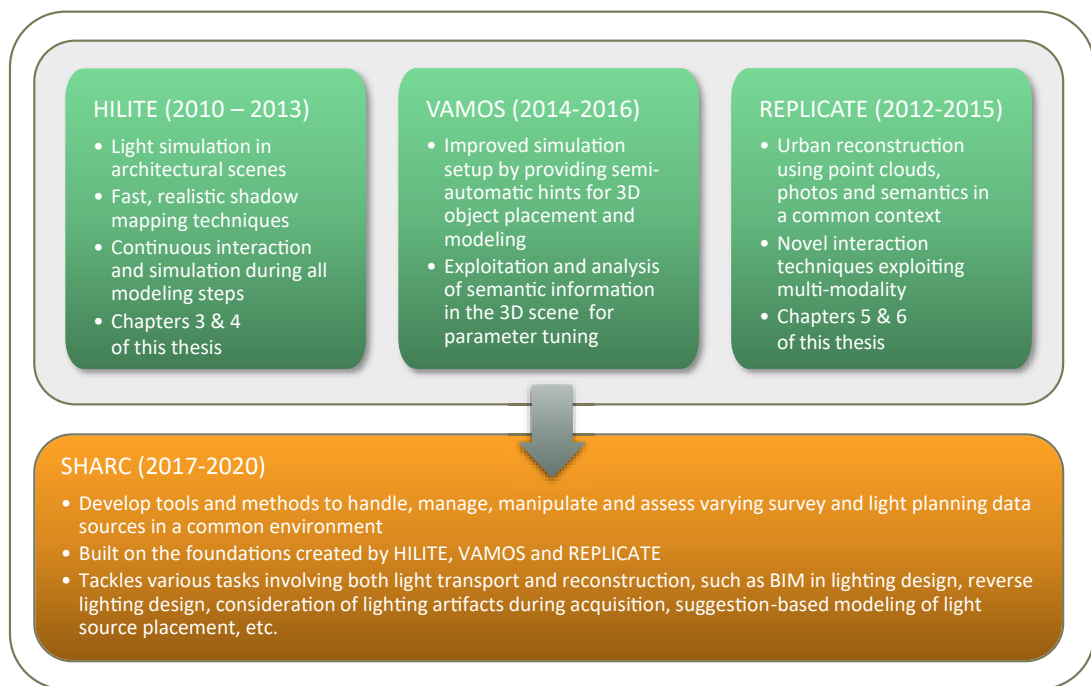 HILITE (2010 – 2013)
• Light simulation in
architectural scenes
• Fast, realistic shadow
mapping techniques
• Continuous interaction
and simulation during all
modeling steps
• Chapters 3 & 4
of this thesis
VAMOS (2014-2016)
• Improved simulation
setup by providing semi-
automatic hints for 3D
object placement and
modeling
• Exploitation and analysis
of semantic information
in the 3D scene for
parameter tuning
REPLICATE (2012-2015)
• Urban reconstruction
using point clouds,
photos and semantics in
a common context
• Novel interaction
techniques exploiting
multi-modality
• Chapters 5 & 6
of this thesis
SHARC (2017-2020)
• Develop tools and methods to handle, manage, manipulate and assess varying survey and light planning data
sources in a common environment
• Built on the foundations created by HILITE, VAMOS and REPLICATE
• Tackles various tasks involving both light transport and reconstruction, such as BIM in lighting design, reverse
lighting design, consideration of lighting artifacts during acquisition, suggestion-based modeling of light
source placement, etc.